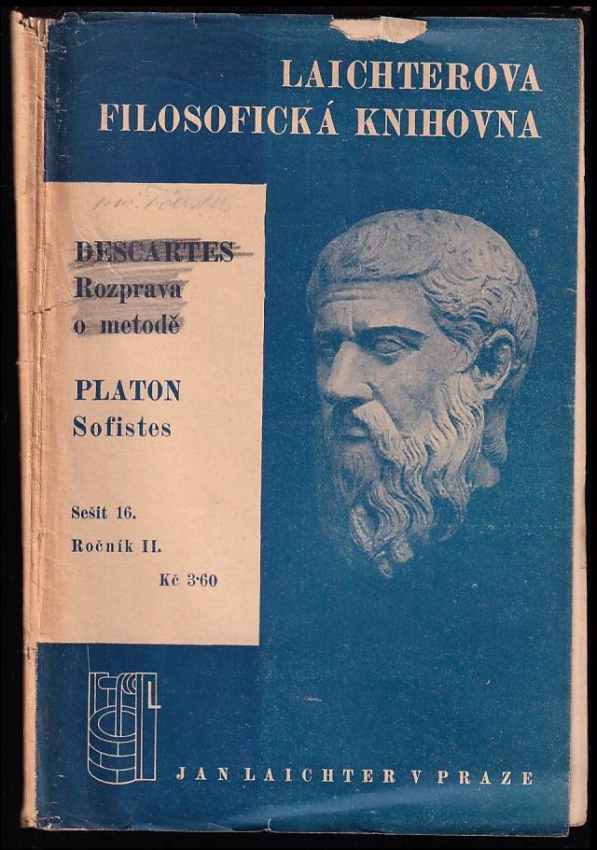 LAICHTEROVA
FILOSOFICKÁ KNIHOVNA
DESCARTES
Rozprava
o metodě
PLATON
Sofistes
Sešit 16.
Ročník II.
Kč 3·60
JAN LAICHTER V PRAZE